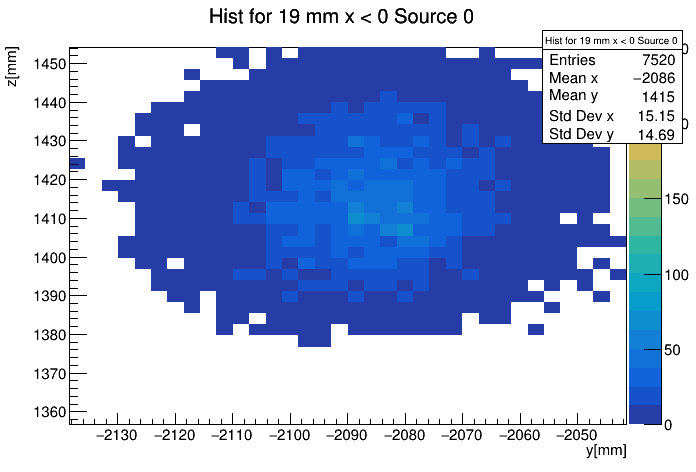 Hist for 19 mm x < 0 Source 0
Hist for 19 mm x < 0 Source 0
Entries 7520
Mean x −2086
Mean y 1415
Std Dev x 15.15
Std Dev y 14.69
z[mm]
1450
1440
1430
1420
1410
1400
1390
1380
1370
1360
150
100
50
0
−2130 −2120 −2110 −2100 −2090 −2080 −2070 −2060 −2050
y[mm]